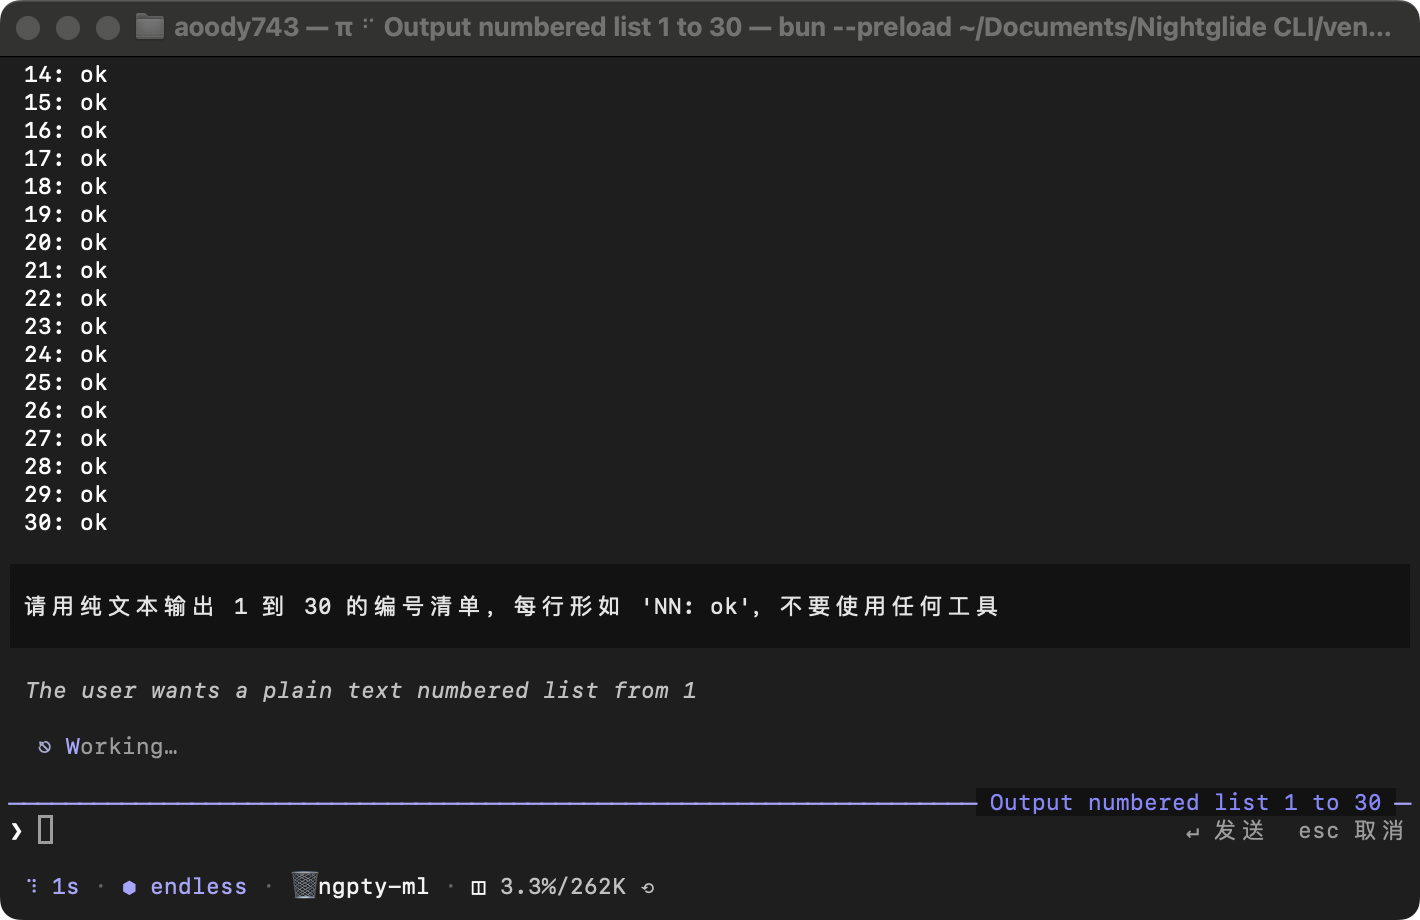 aoody743 — π ⠋ Output numbered list 1 to 30 — bun --preload ~/Documents/Nightglide CLI/ven...
14: ok
15: ok
16: ok
17: ok
18: ok
19: ok
20: ok
21: ok
22: ok
23: ok
24: ok
25: ok
26: ok
27: ok
28: ok
29: ok
30: ok
请用纯文本输出 1 到 30 的编号清单，每行形如 'NN: ok'，不要使用任何工具
The user wants a plain text numbered list from 1
Working…
Output numbered list 1 to 30
❯
↵ 发送 esc 取消
1s · ⬢ endless · 🗑ngpty-ml · ◫ 3.3%/262K ⟲